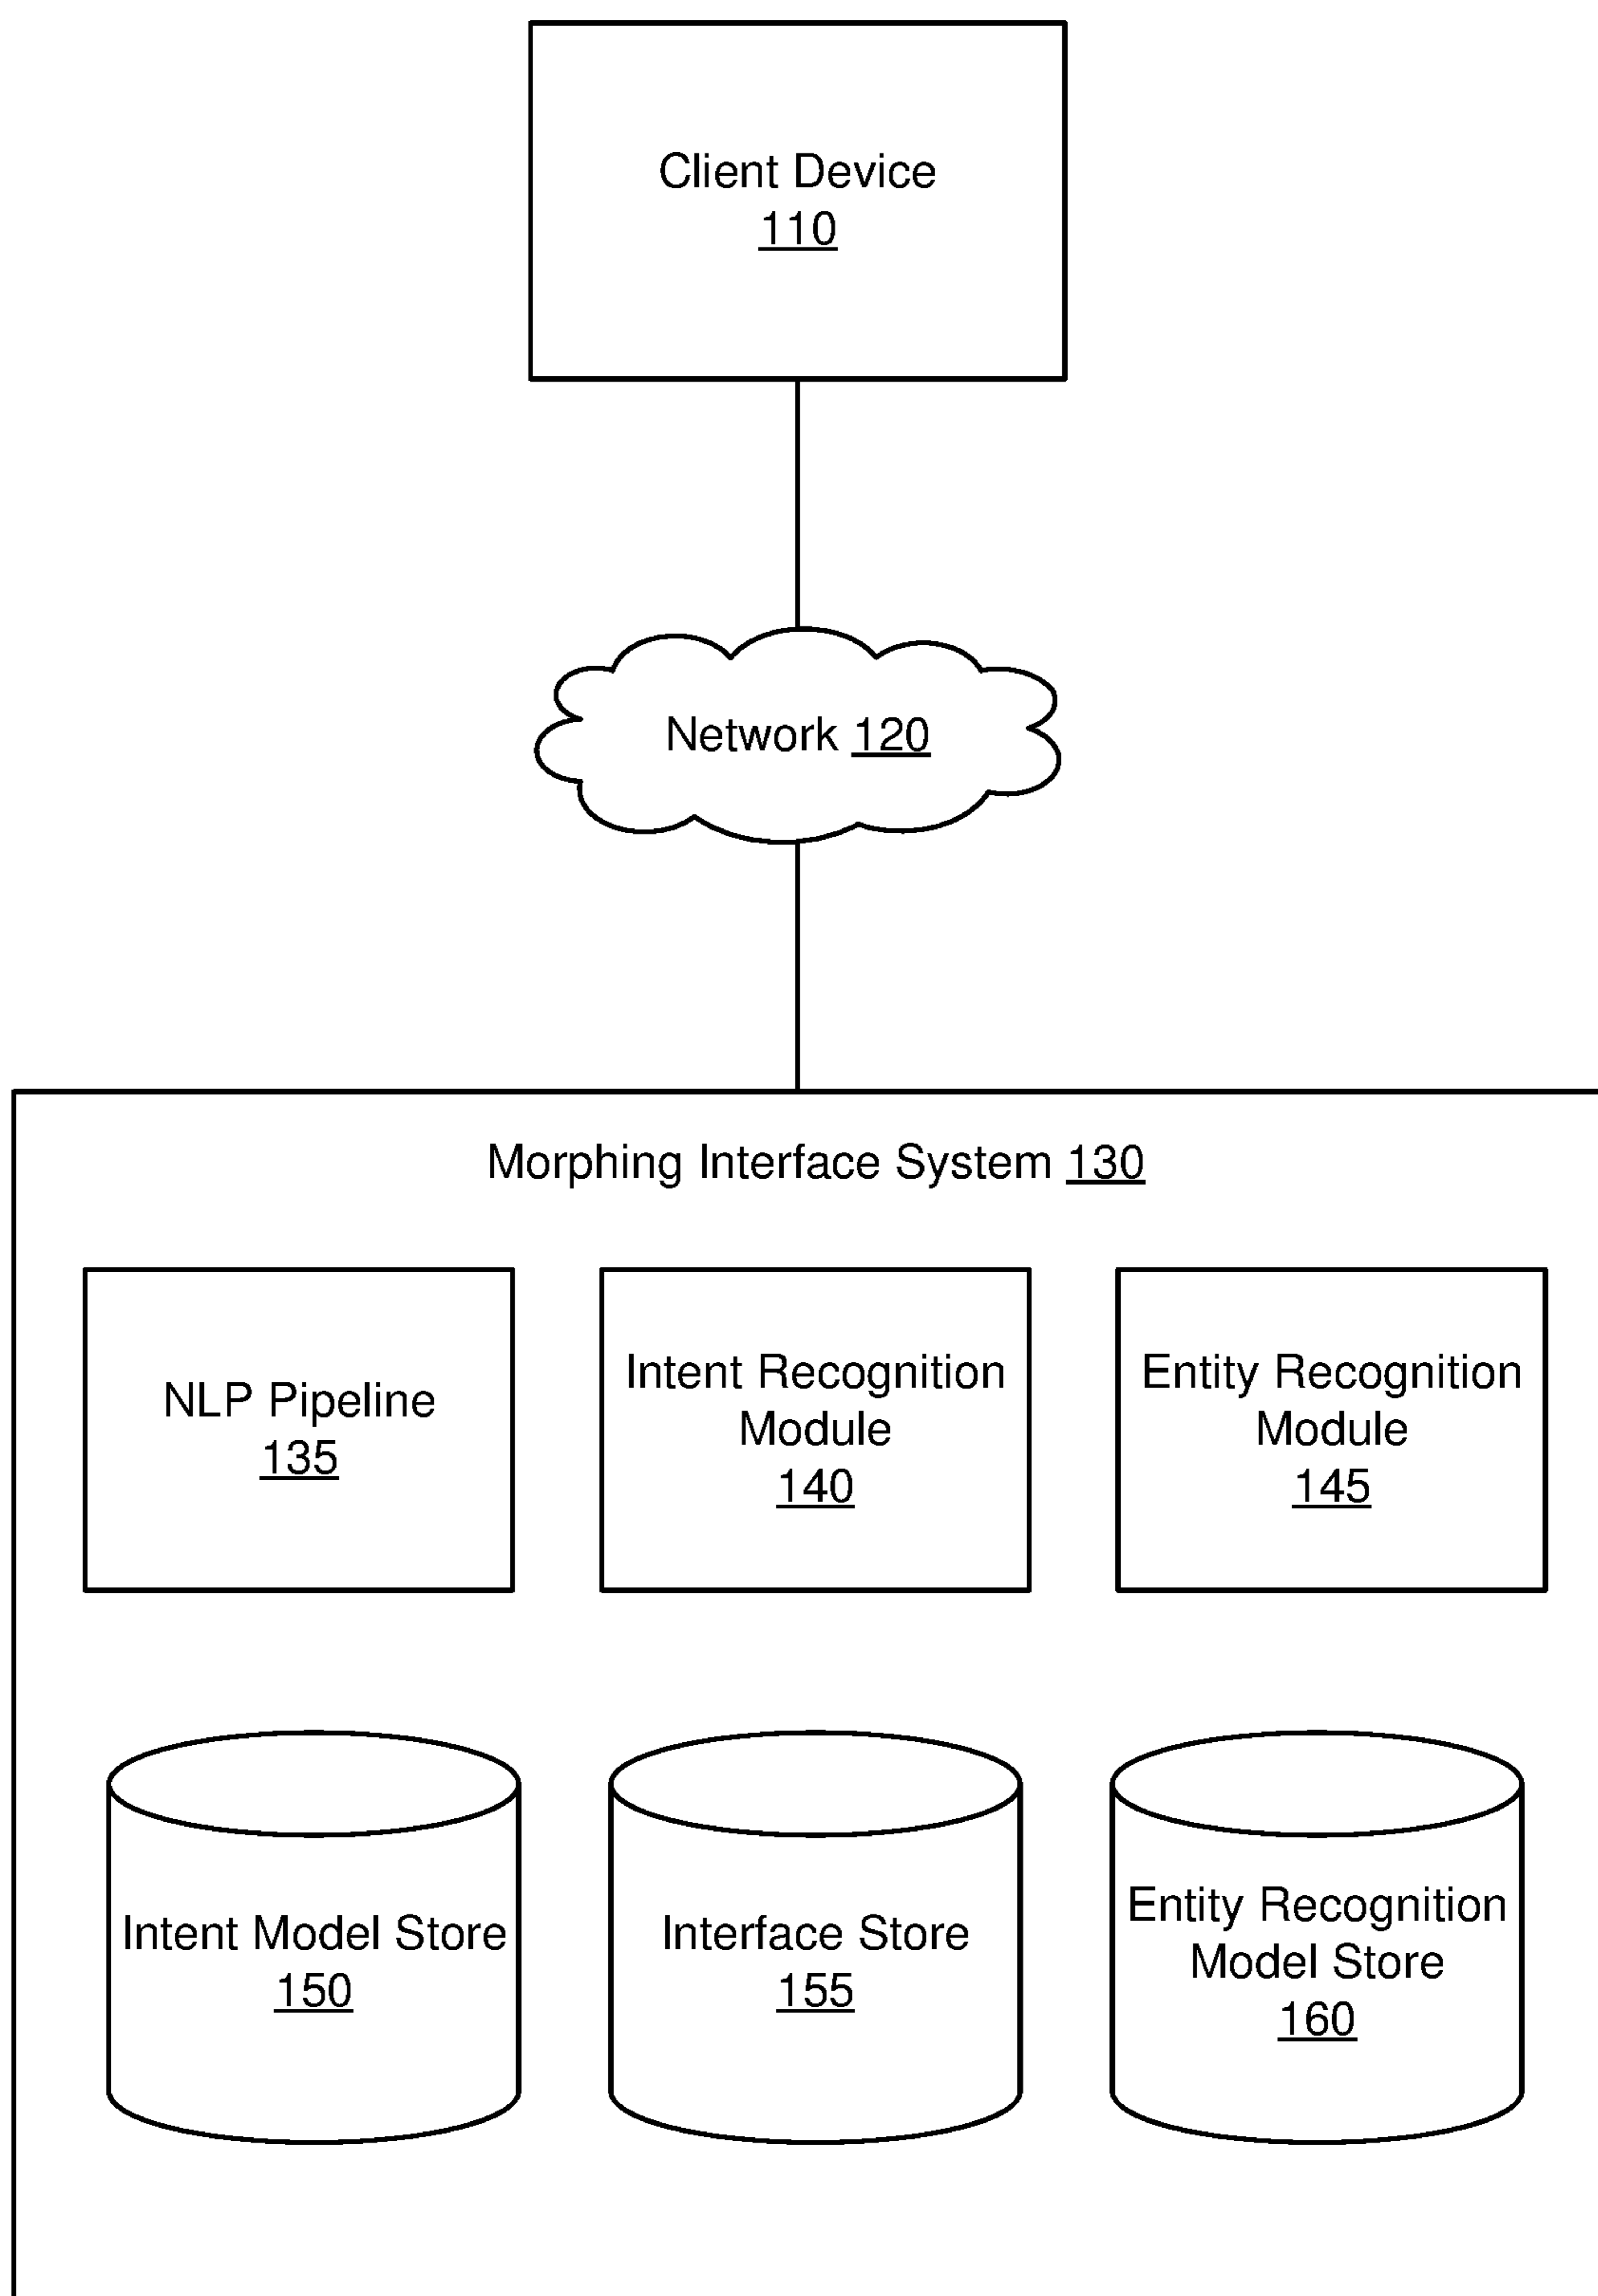 Client Device
110
Network 120
Morphing Interface System 130
NLP Pipeline
135
Intent Recognition
Module
140
Entity Recognition
Module
145
Intent Model Store
150
Interface Store
155
Entity Recognition
Model Store
160